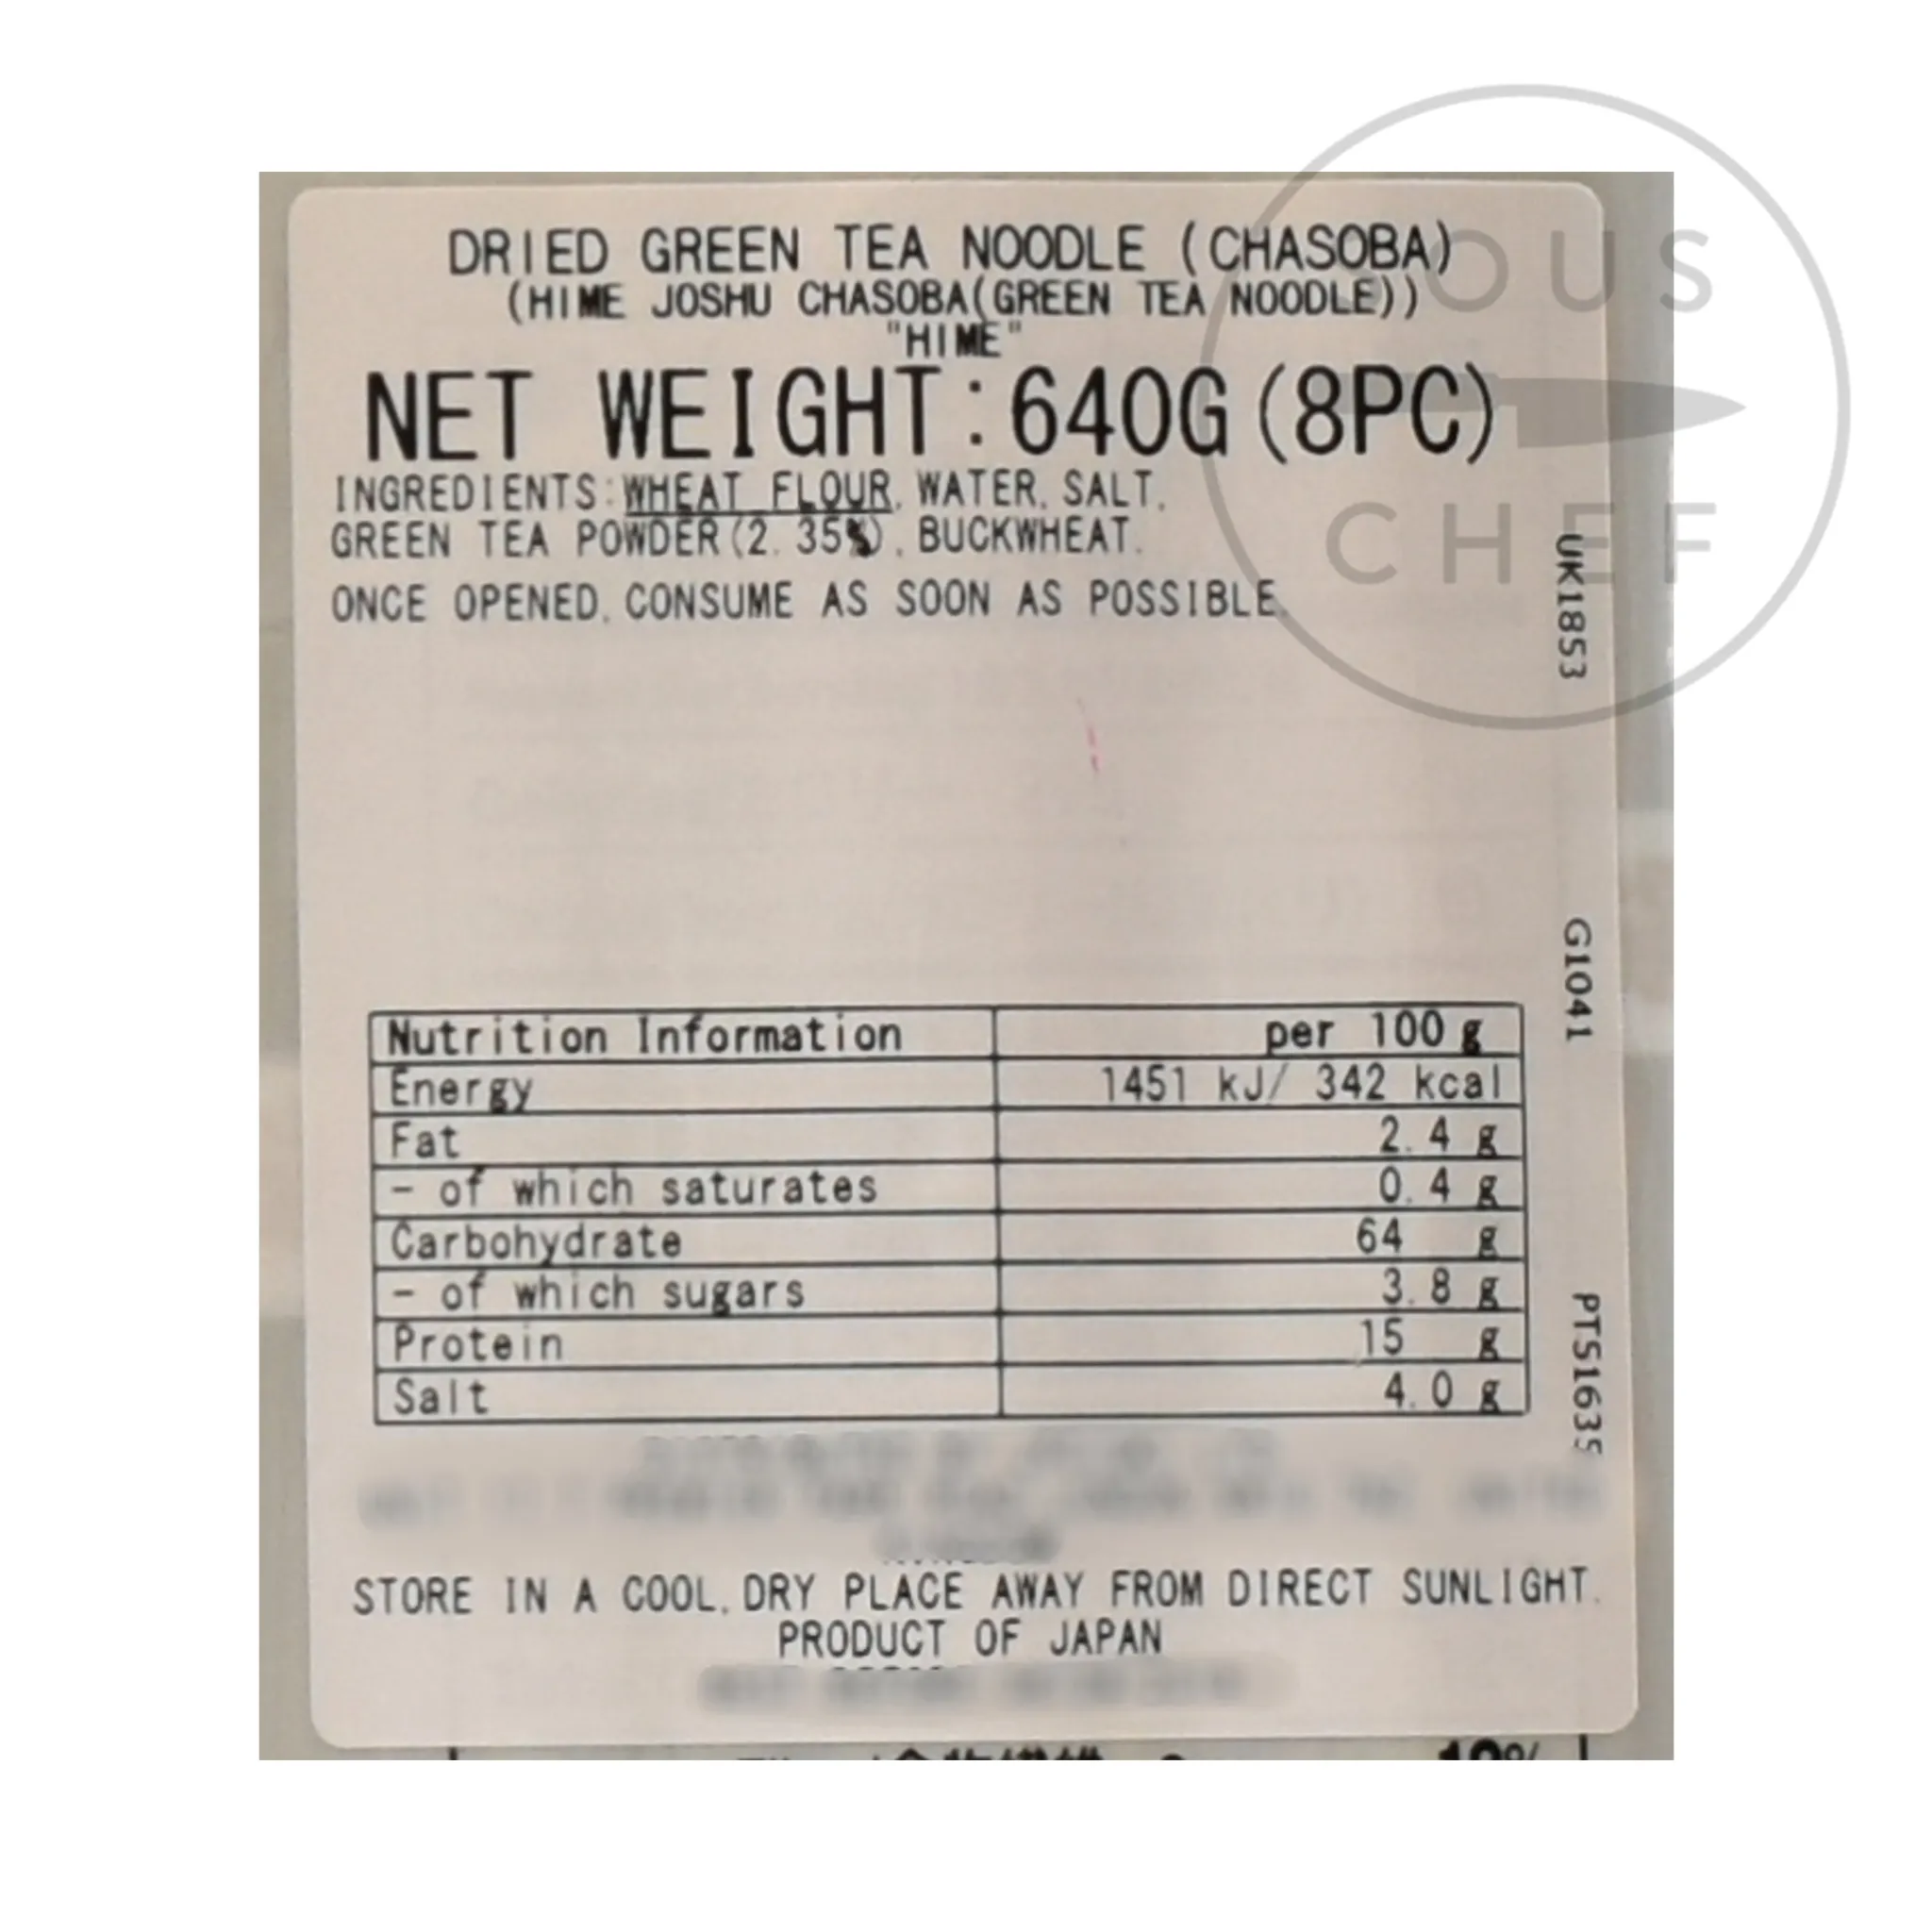 DRIED GREEN TEA NOODLE (CHASOBA)
(HIME JOSHU CHASOBA(GREEN TEA NOODLE))
"HIME"
NET WEIGHT:640G(8PC)
INGREDIENTS:WHEAT FLOUR, WATER, SALT,
GREEN TEA POWDER(2.35%), BUCKWHEAT.
ONCE OPENED, CONSUME AS SOON AS POSSIBLE.
Nutrition Information per 100 g
Energy 1451 kJ/ 342 kcal
Fat 2.4 g
- of which saturates 0.4 g
Carbohydrate 64 g
- of which sugars 3.8 g
Protein 15 g
Salt 4.0 g
STORE IN A COOL, DRY PLACE AWAY FROM DIRECT SUNLIGHT.
PRODUCT OF JAPAN
UK1853
G1041
PTS1635
SOUS
CHEF